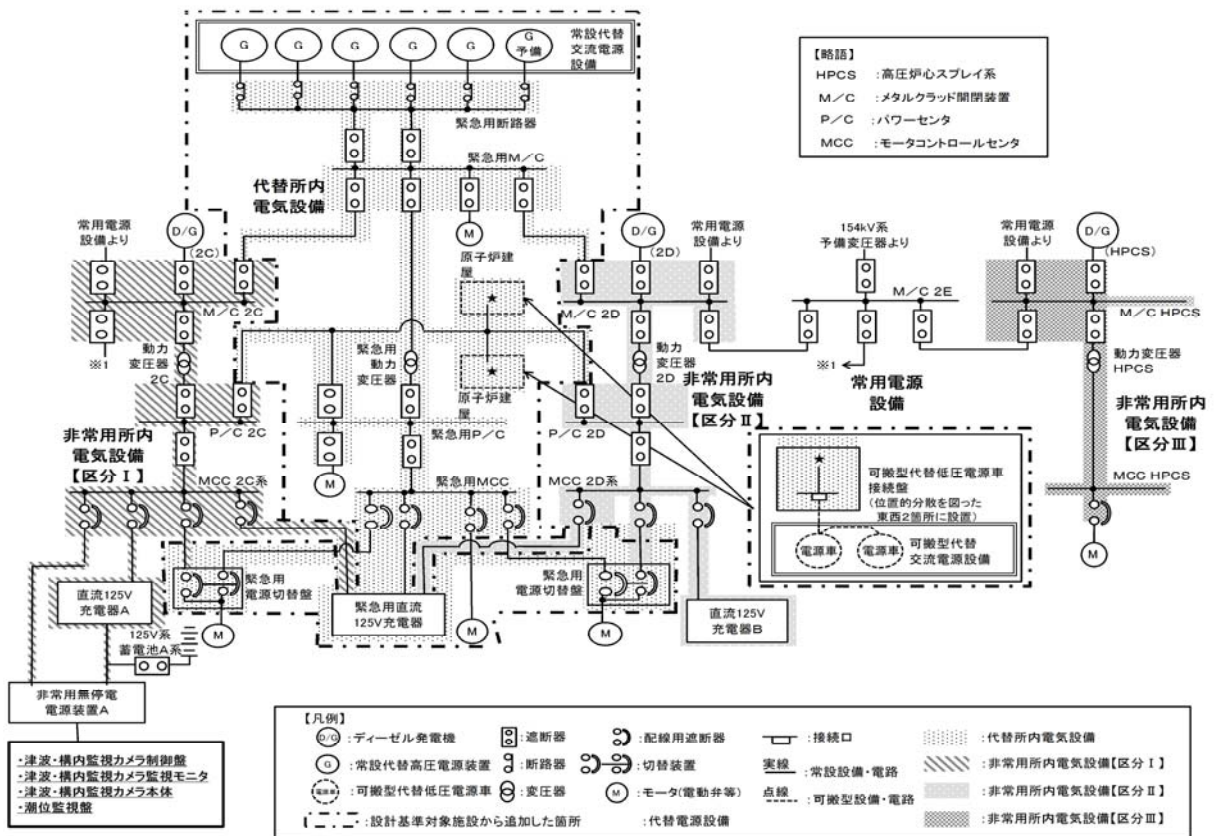 G
G
G
G
G
G
予備
常設代替
交流電源
設備
緊急用断路器
緊急用M/C
代替所内
電気設備
【略語】
HPCS :高圧炉心スプレイ系
M/C :メタルクラッド開閉装置
P/C :パワーセンタ
MCC :モータコントロールセンタ
常用電源
設備より
D/G
(2C)
M
原子炉建
屋
D/G
(2D)
常用電源
設備より
154kV系
予備変圧器より
常用電源
設備より
D/G
(HPCS)
M/C 2C
M/C 2D
M/C 2E
M/C HPCS
※1
動力
変圧器
2C
緊急用
動力
変圧器
原子炉建
屋
動力
変圧器
2D
非常用所内
電気設備
【区分Ⅱ】
※1
常用電源
設備
動力変圧器
HPCS
非常用所内
電気設備
【区分Ⅲ】
P/C 2C
緊急用P/C
P/C 2D
非常用所内
電気設備
【区分Ⅰ】
M
MCC 2C系
緊急用MCC
MCC 2D系
MCC HPCS
M
可搬型代替低圧電源車
接続盤
(位置的分散を図った
東西2箇所に設置)
電源車
電源車
可搬型代替
交流電源設備
直流125V
充電器A
緊急用
電源切替盤
M
緊急用直流
125V充電器
M
緊急用
電源切替盤
M
直流125V
充電器B
125V系
蓄電池A系
非常用無停電
電源装置A
・津波・構内監視カメラ制御盤
・津波・構内監視カメラ監視モニタ
・津波・構内監視カメラ本体
・潮位監視盤
【凡例】
D/G :ディーゼル発電機 :遮断器 :配線用遮断器 :接続口 :代替所内電気設備
G :常設代替高圧電源装置 :断路器 :切替装置 実線 :常設設備・電路 :非常用所内電気設備【区分Ⅰ】
電源車 :可搬型代替低圧電源車 :変圧器 M :モータ(電動弁等) 点線 :可搬型設備・電路 :非常用所内電気設備【区分Ⅱ】
:設計基準対象施設から追加した箇所 :代替電源設備 :非常用所内電気設備【区分Ⅲ】